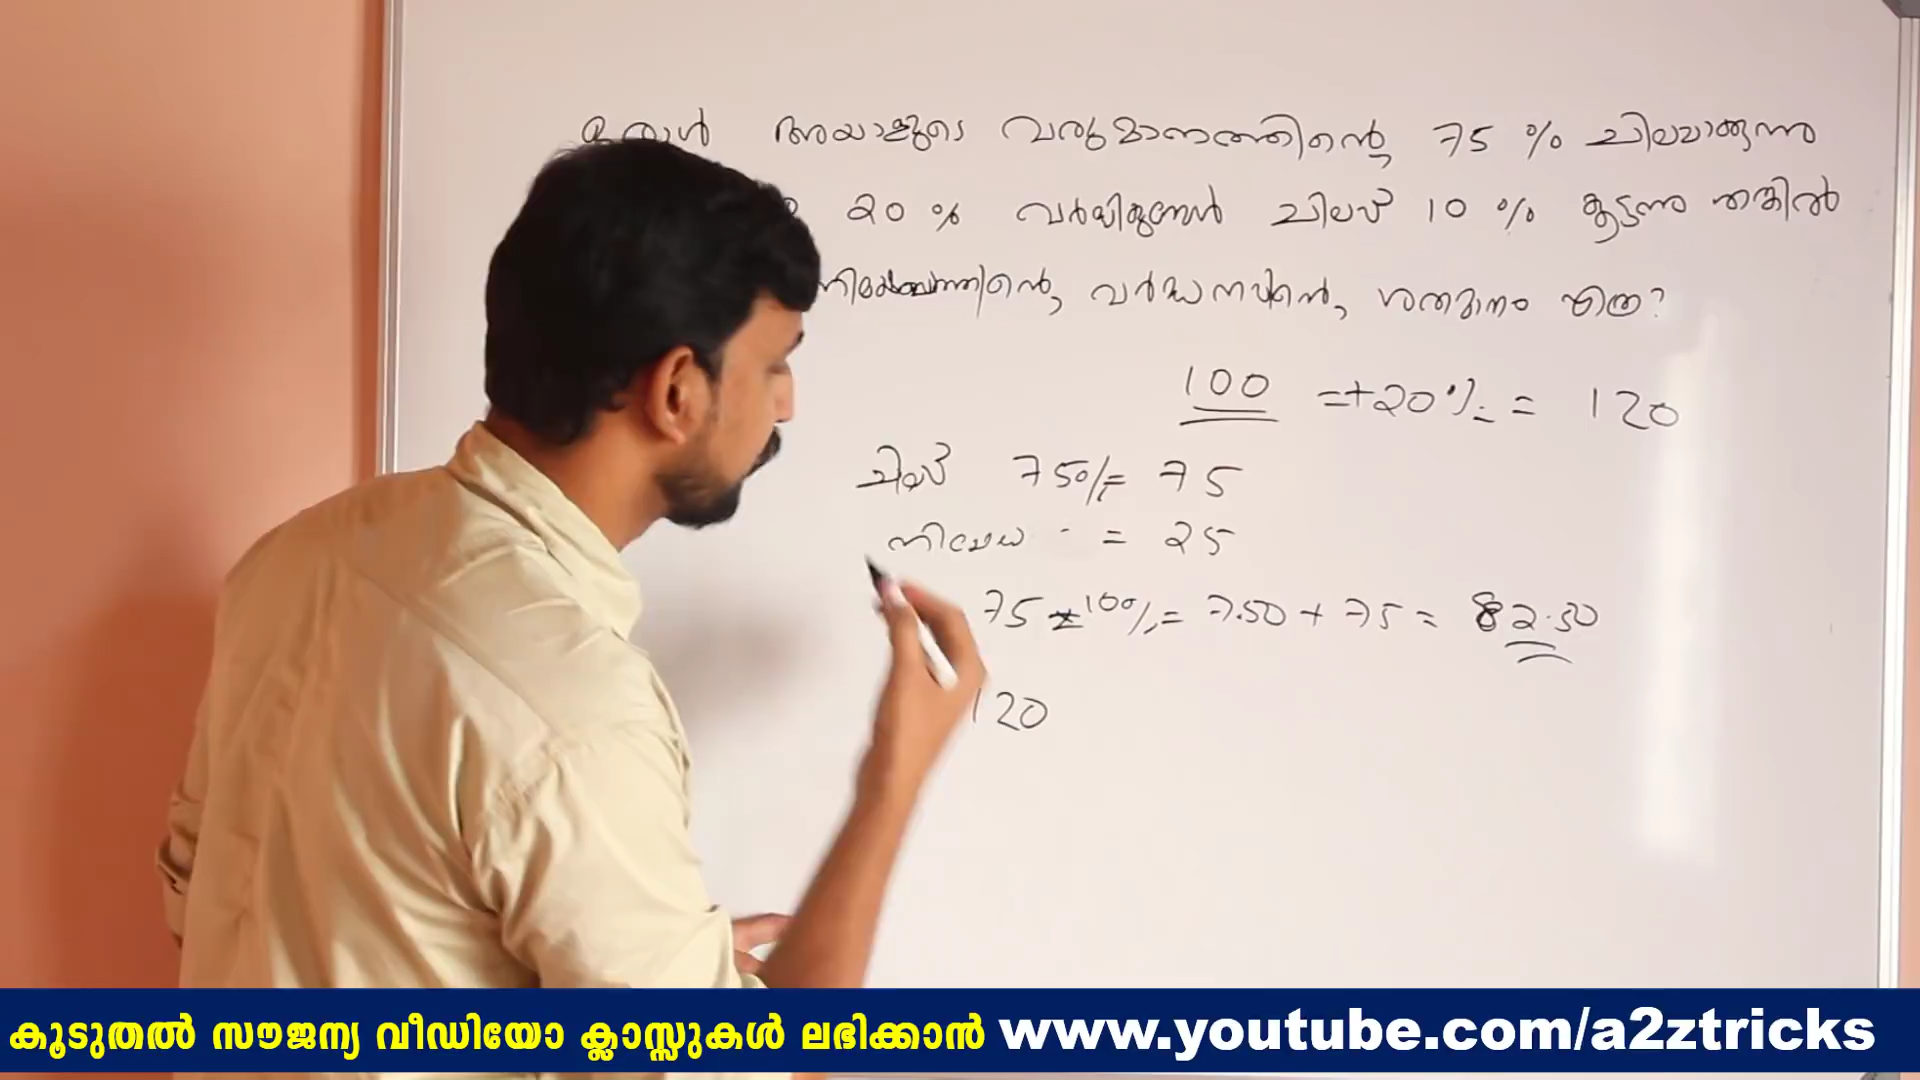 ഒരാൾ അയാളുടെ വരുമാനത്തിന്റെ 75 % ചിലവാക്കുന്നു
20 % വർദ്ധിക്കുമ്പോൾ ചിലവ് 10 % കൂടുന്നു എങ്കിൽ
വർദ്ധനവിന്റെ ശതമാനം എത്ര?
100 =+20% = 120
ചിലവ് 75% = 75
= 25
75 10% = 7.50 + 75 = 82.50
120
കൂടുതൽ സൗജന്യ വീഡിയോ ക്ലാസ്സുകൾ ലഭിക്കാൻ www.youtube.com/a2ztricks